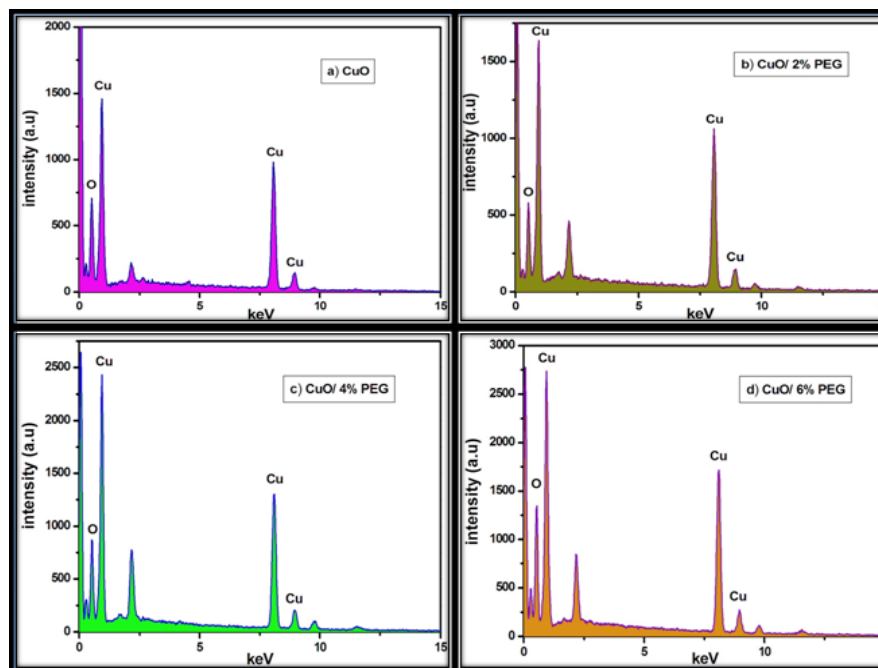 2000
a) CuO
Cu
1500
intensity (a.u)
Cu
1000
O
500
Cu
0
0 5 10 15
keV
b) CuO/ 2% PEG
Cu
1500
intensity (a.u)
Cu
1000
O
500
Cu
0
0 5 10
keV
2500
Cu
c) CuO/ 4% PEG
2000
intensity (a.u)
1500
Cu
1000
O
500
Cu
0
0 5 10 15
keV
3000
Cu
d) CuO/ 6% PEG
2500
2000
intensity (a.u)
Cu
O
1500
1000
500
Cu
0
0 5 10
keV